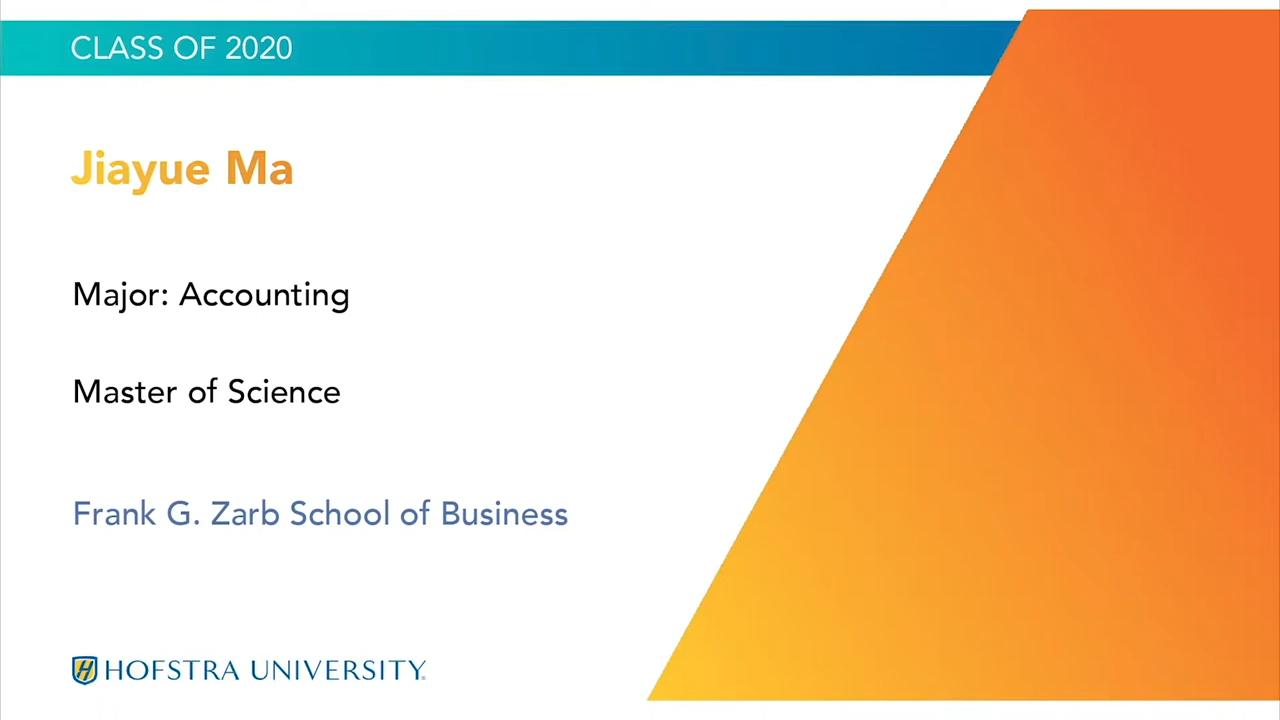 CLASS OF 2020
Jiayue Ma
Major: Accounting
Master of Science
Frank G. Zarb School of Business
HOFSTRA UNIVERSITY